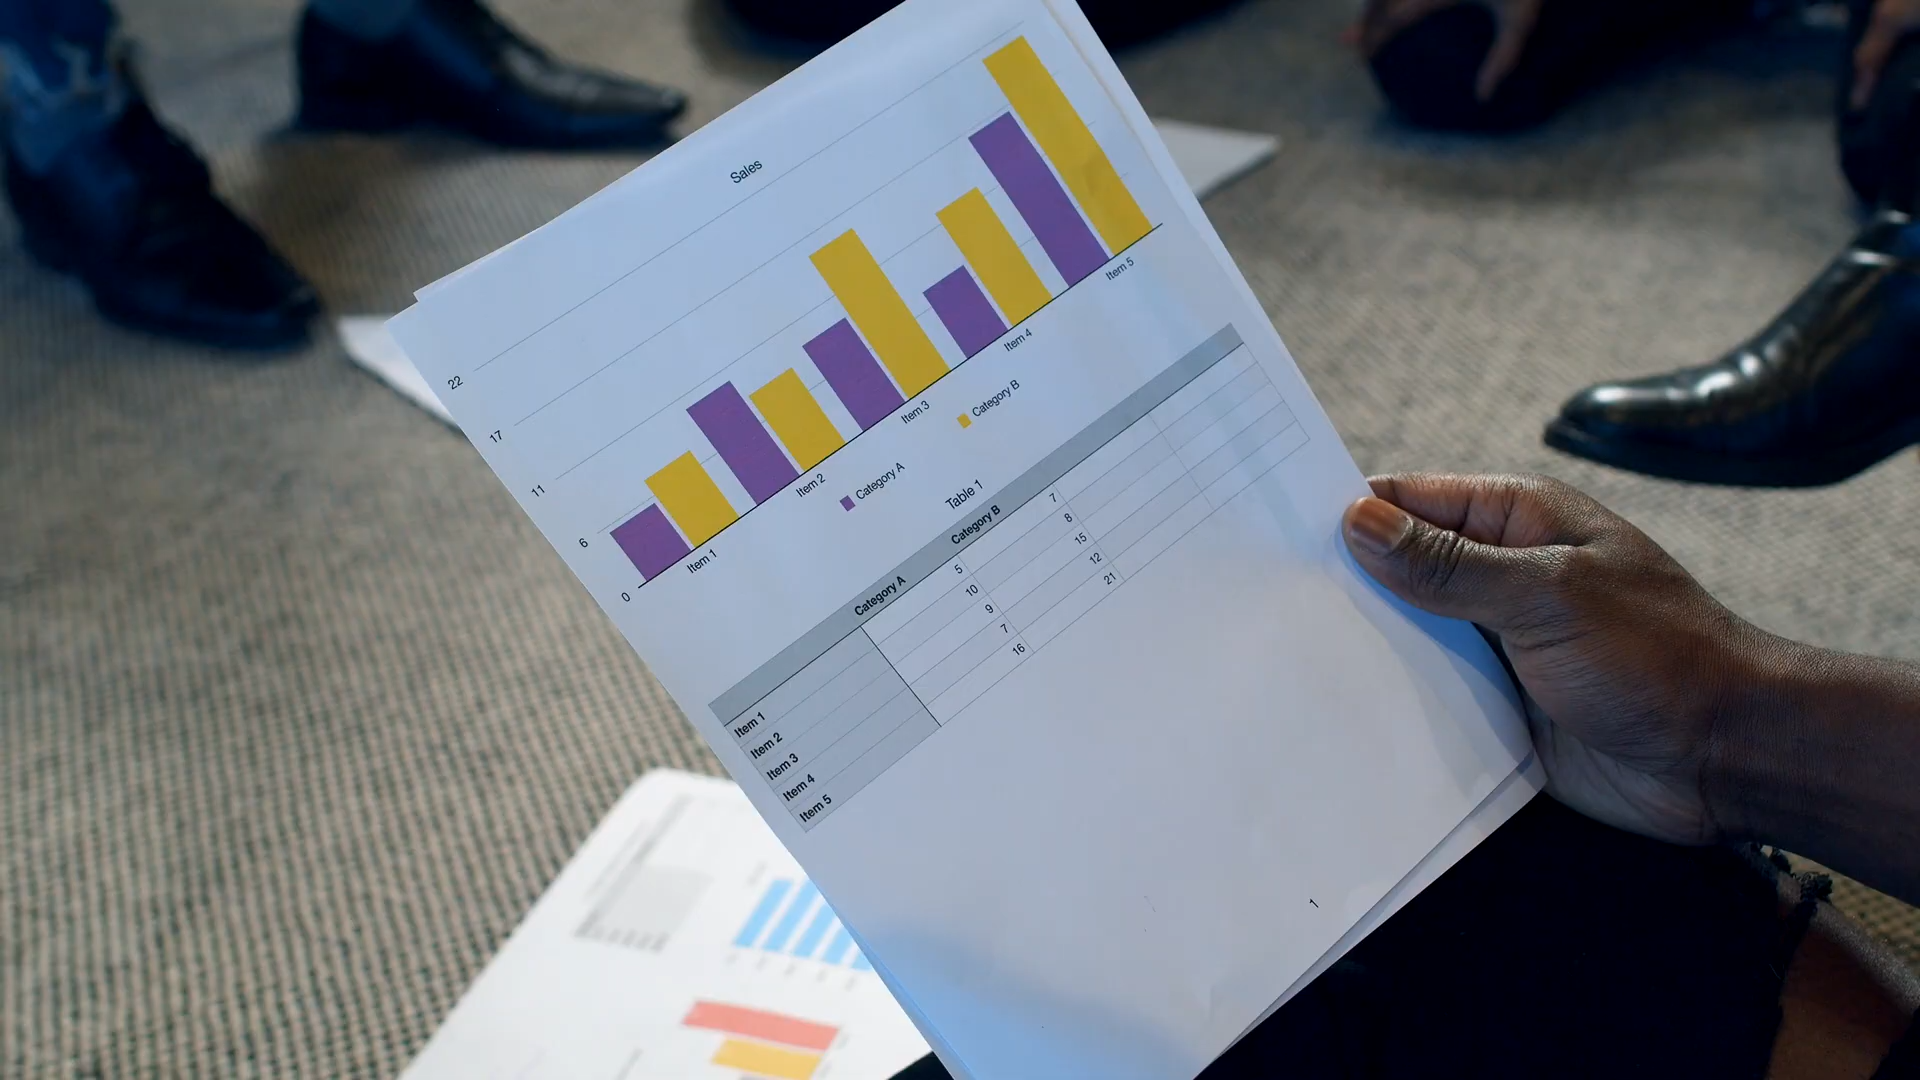 Sales
22
17
11
6
0
Item 1
Item 2
Item 3
Item 4
Item 5
Category A
Category B
Table 1
Category A Category B
Item 1 5 7
Item 2 10 8
Item 3 9 15
Item 4 7 12
Item 5 16 21
1